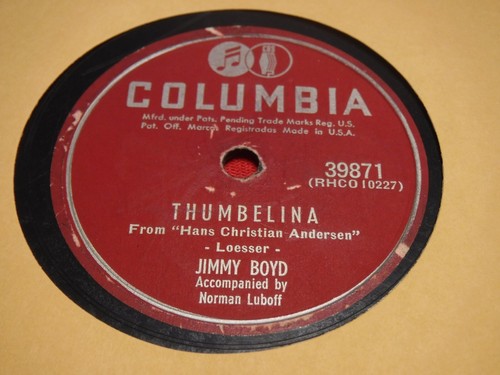 COLUMBIA
Mfrd. under Pats. Pending Trade Marks Reg. U.S.
Pat. Off. Marcas Registradas Made in U.S.A.
39871
(RHCO 10227)
THUMBELINA
From "Hans Christian Andersen"
- Loesser -
JIMMY BOYD
Accompanied by
Norman Luboff